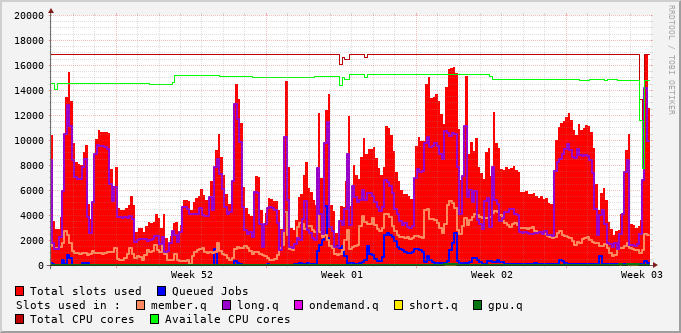 20000
18000
16000
14000
12000
10000
8000
6000
4000
2000
0
Week 52 Week 01 Week 02 Week 03
RRDTOOL / TOBI OETIKER
Total slots used Queued Jobs
Slots used in : member.q long.q ondemand.q short.q gpu.q
Total CPU cores Availale CPU cores